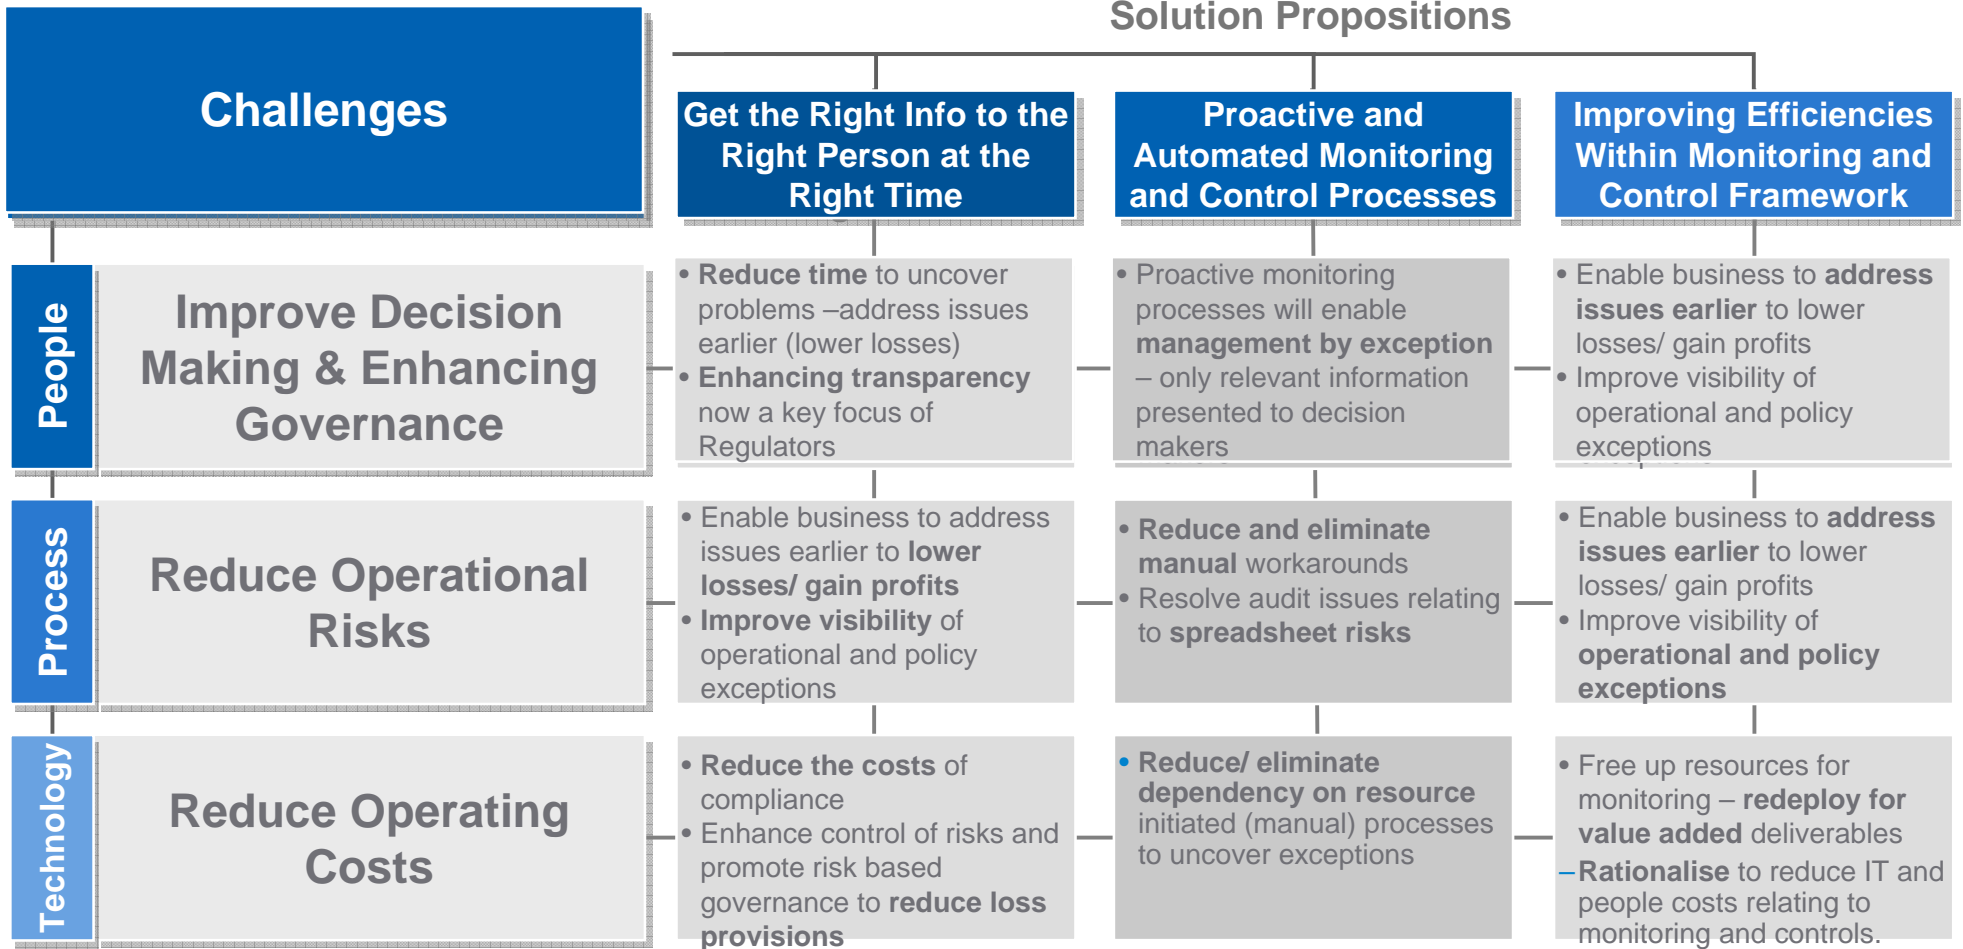 Solution Propositions
Challenges
Get the Right Info to the
Right Person at the
Right Time
Proactive and
Automated Monitoring
and Control Processes
Improving Efficiencies
Within Monitoring and
Control Framework
People
Improve Decision
Making & Enhancing
Governance
• Reduce time to uncover
problems –address issues
earlier (lower losses)
• Enhancing transparency
now a key focus of
Regulators
• Proactive monitoring
processes will enable
management by exception
– only relevant information
presented to decision
makers
• Enable business to address
issues earlier to lower
losses/ gain profits
• Improve visibility of
operational and policy
exceptions
Process
Reduce Operational
Risks
• Enable business to address
issues earlier to lower
losses/ gain profits
• Improve visibility of
operational and policy
exceptions
• Reduce and eliminate
manual workarounds
• Resolve audit issues relating
to spreadsheet risks
• Enable business to address
issues earlier to lower
losses/ gain profits
• Improve visibility of
operational and policy
exceptions
Technology
Reduce Operating
Costs
• Reduce the costs of
compliance
• Enhance control of risks and
promote risk based
governance to reduce loss
provisions
• Reduce/ eliminate
dependency on resource
initiated (manual) processes
to uncover exceptions
• Free up resources for
monitoring – redeploy for
value added deliverables
– Rationalise to reduce IT and
people costs relating to
monitoring and controls.